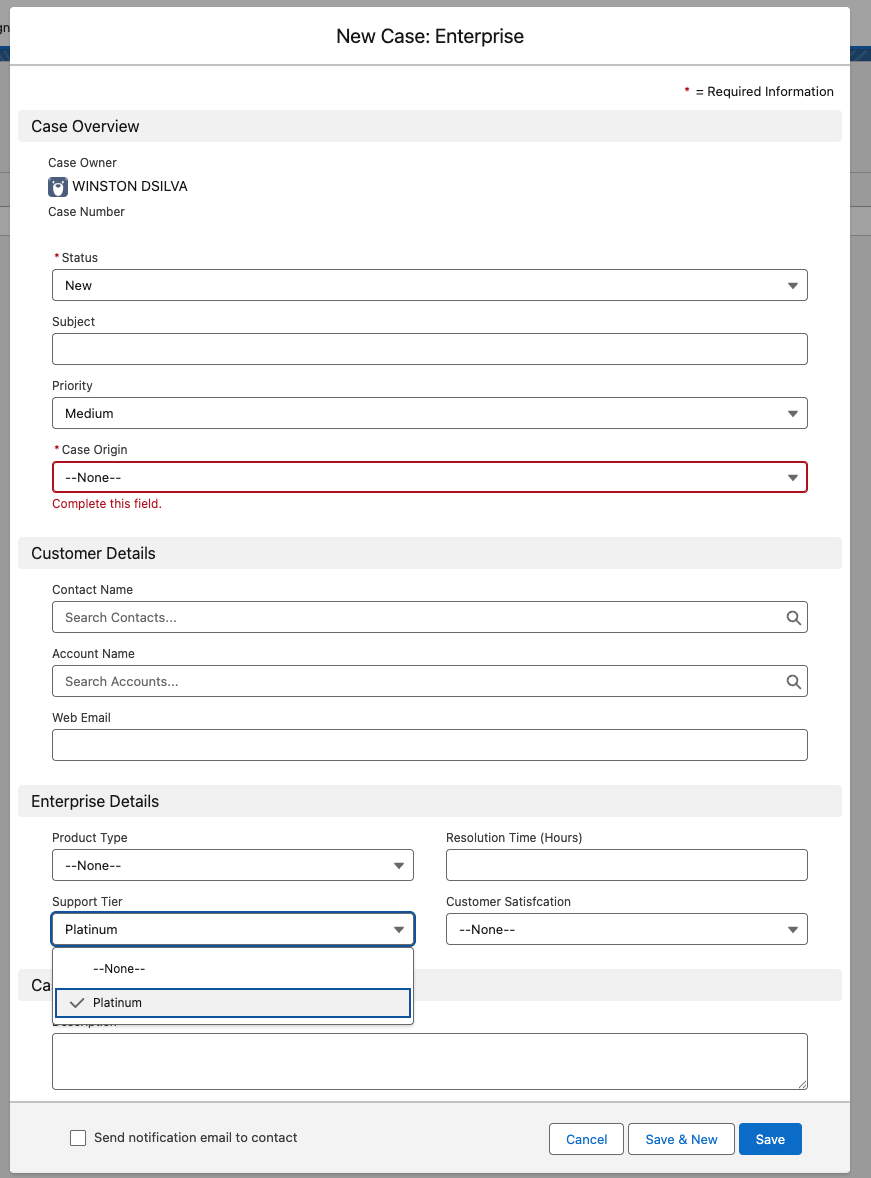 gn
New Case: Enterprise
* = Required Information
Case Overview
Case Owner
WINSTON DSILVA
Case Number
* Status
New
Subject
Priority
Medium
* Case Origin
--None--
Complete this field.
Customer Details
Contact Name
Search Contacts...
Account Name
Search Accounts...
Web Email
Enterprise Details
Product Type
Resolution Time (Hours)
--None--
Support Tier
Customer Satisfcation
Platinum
--None--
--None--
Ca
Platinum
Description
Send notification email to contact
Cancel
Save & New
Save